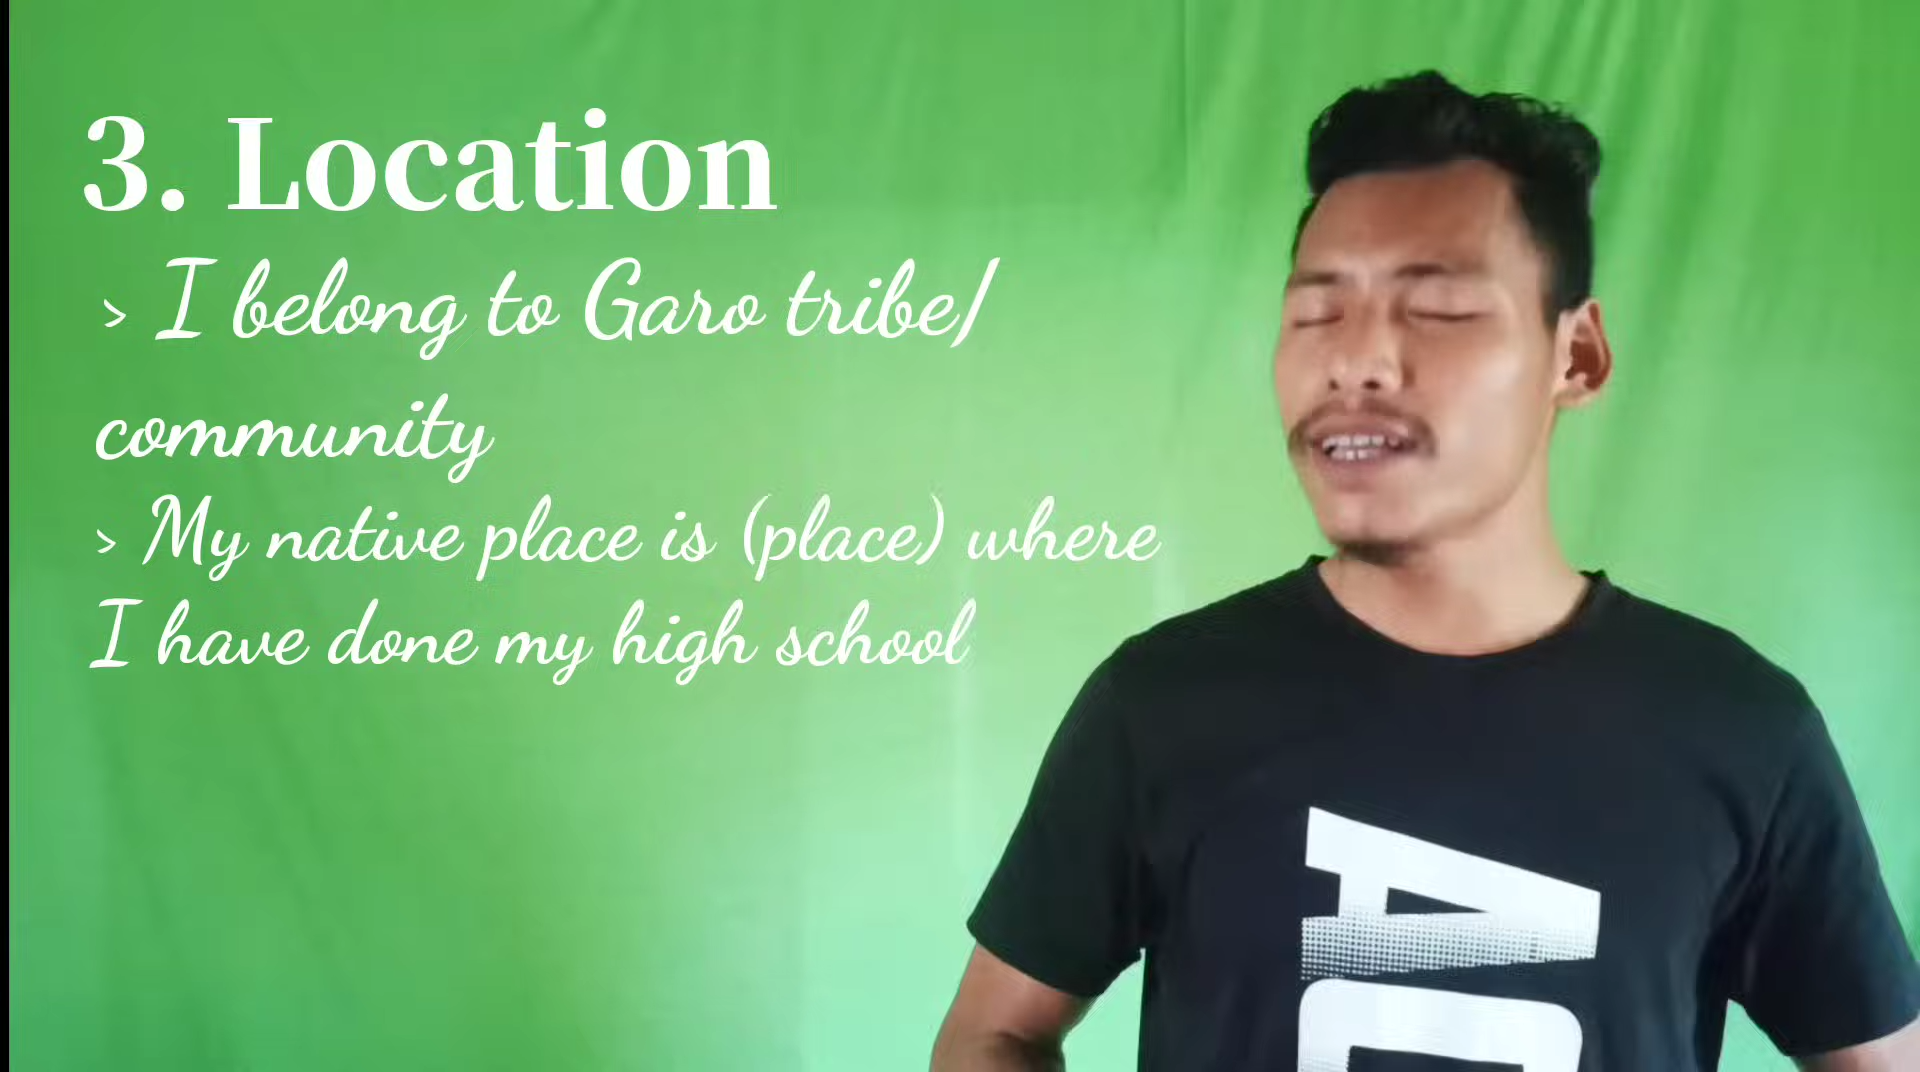 3. Location
> I belong to Garo tribe/
community
> My native place is (place) where
I have done my high school